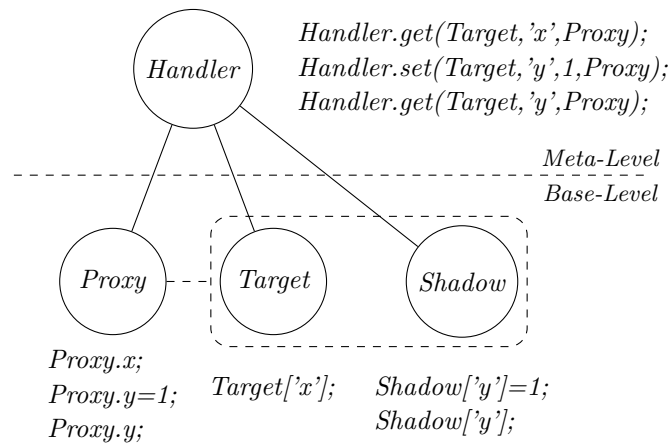 Handler.get(Target,'x',Proxy);
Handler.set(Target,'y',1,Proxy);
Handler.get(Target,'y',Proxy);
Handler
Meta-Level
Base-Level
Proxy
Target
Shadow
Proxy.x;
Proxy.y=1;
Proxy.y;
Target['x'];
Shadow['y']=1;
Shadow['y'];